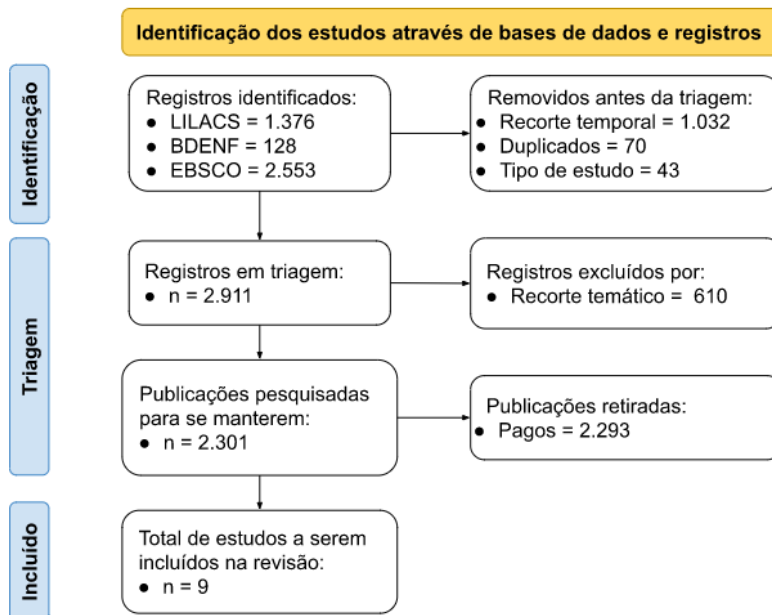 Identificação dos estudos através de bases de dados e registros
Identificação
Registros identificados:
● LILACS = 1.376
● BDENF = 128
● EBSCO = 2.553
Removidos antes da triagem:
● Recorte temporal = 1.032
● Duplicados = 70
● Tipo de estudo = 43
Triagem
Registros em triagem:
● n = 2.911
Registros excluídos por:
● Recorte temático = 610
Publicações pesquisadas
para se manterem:
● n = 2.301
Publicações retiradas:
● Pagos = 2.293
Incluído
Total de estudos a serem
incluídos na revisão:
● n = 9